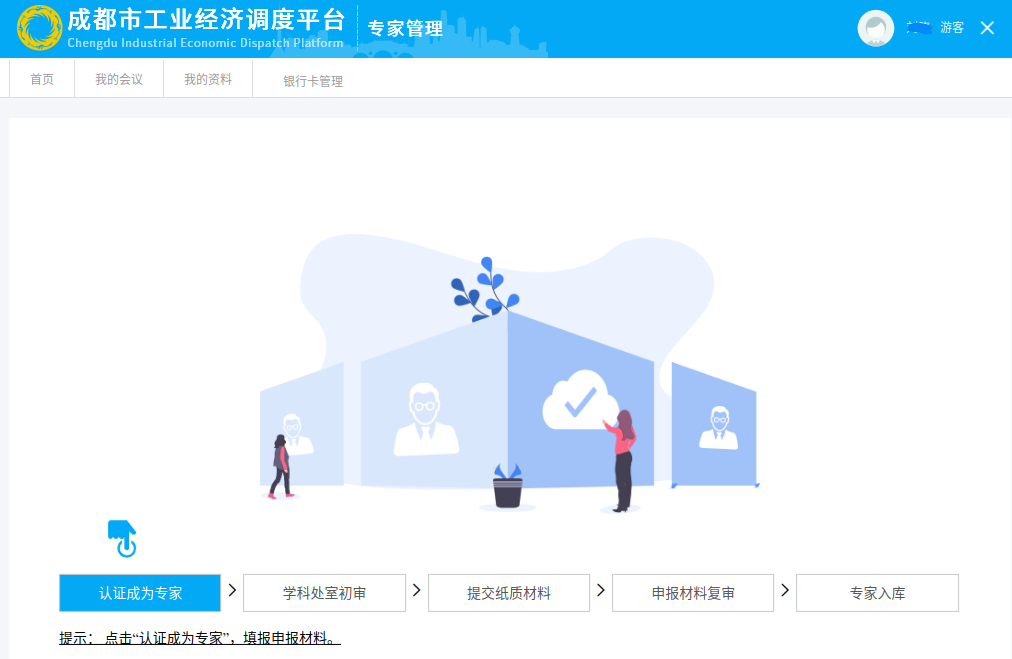 成都市工业经济调度平台
Chengdu Industrial Economic Dispatch Platform
专家管理
游客
首页
我的会议
我的资料
银行卡管理
认证成为专家
学科处室初审
提交纸质材料
申报材料复审
专家入库
提示： 点击“认证成为专家”，填报申报材料。